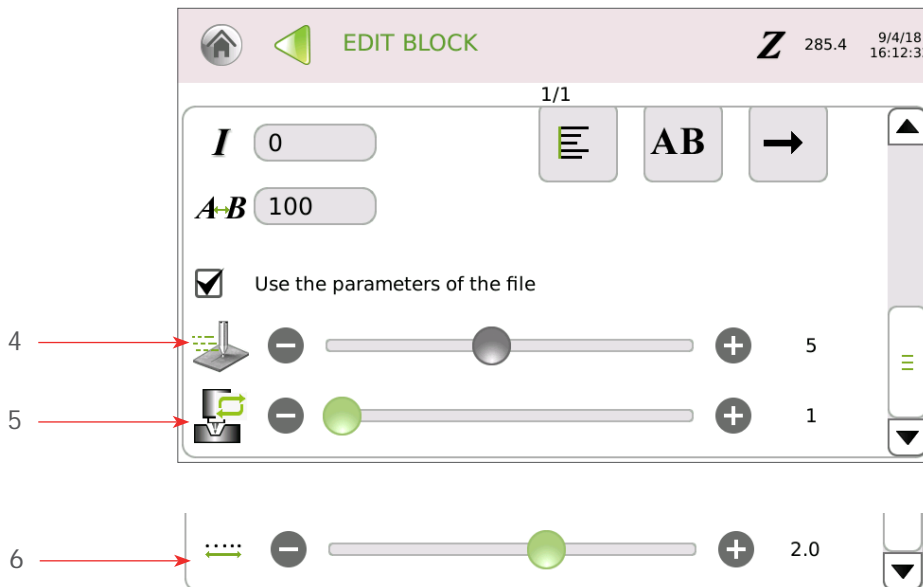 EDIT BLOCK
Z 285.4
9/4/18
16:12:3
1/1
I 0
AB
A B 100
Use the parameters of the file
4 5
5 1
6 2.0